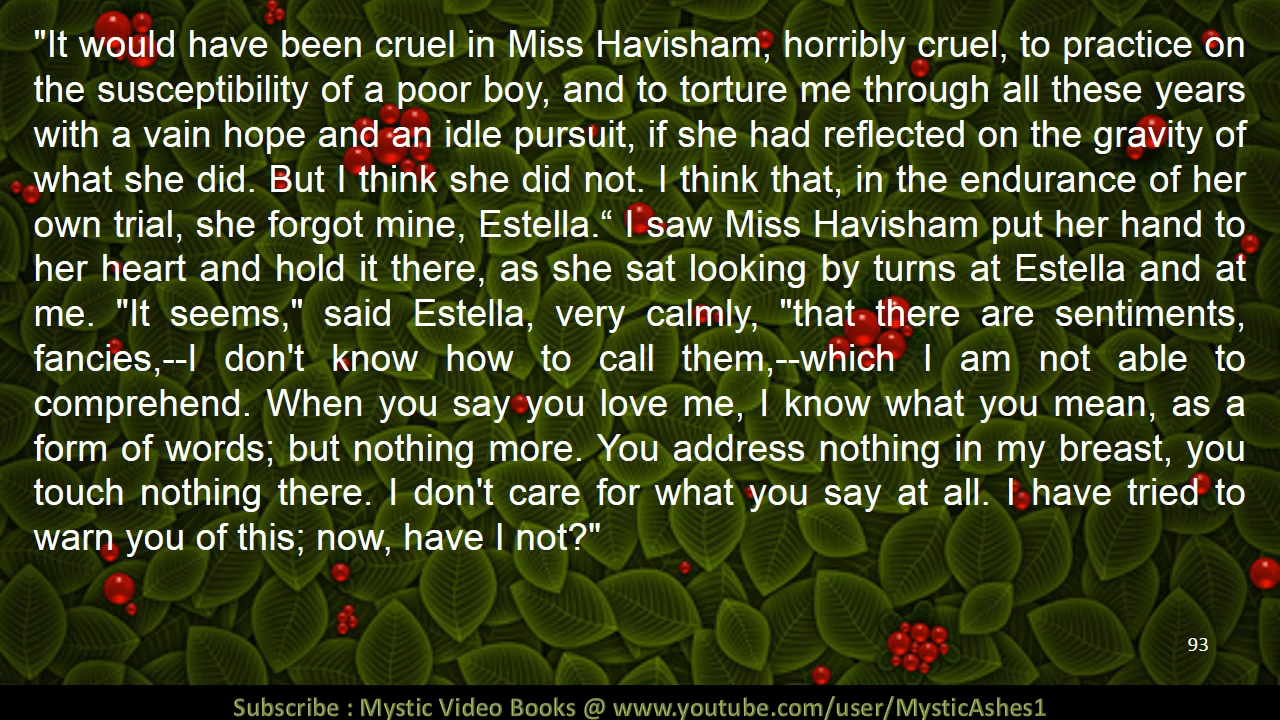 "It would have been cruel in Miss Havisham, horribly cruel, to practice on
the susceptibility of a poor boy, and to torture me through all these years
with a vain hope and an idle pursuit, if she had reflected on the gravity of
what she did. But I think she did not. I think that, in the endurance of her
own trial, she forgot mine, Estella.“ I saw Miss Havisham put her hand to
her heart and hold it there, as she sat looking by turns at Estella and at
me. "It seems," said Estella, very calmly, "that there are sentiments,
fancies,--I don't know how to call them,--which I am not able to
comprehend. When you say you love me, I know what you mean, as a
form of words; but nothing more. You address nothing in my breast, you
touch nothing there. I don't care for what you say at all. I have tried to
warn you of this; now, have I not?"
93
Subscribe : Mystic Video Books @ www.youtube.com/user/MysticAshes1